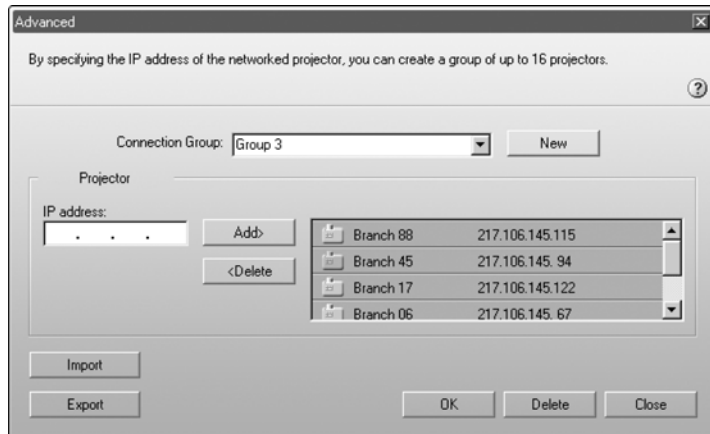 Advanced
By specifying the IP address of the networked projector, you can create a group of up to 16 projectors.
Connection Group: Group 3 New
Projector
IP address:
. . . Add>
<Delete
Branch 88 217.106.145.115
Branch 45 217.106.145. 94
Branch 17 217.106.145.122
Branch 06 217.106.145. 67
Import
Export OK Delete Close